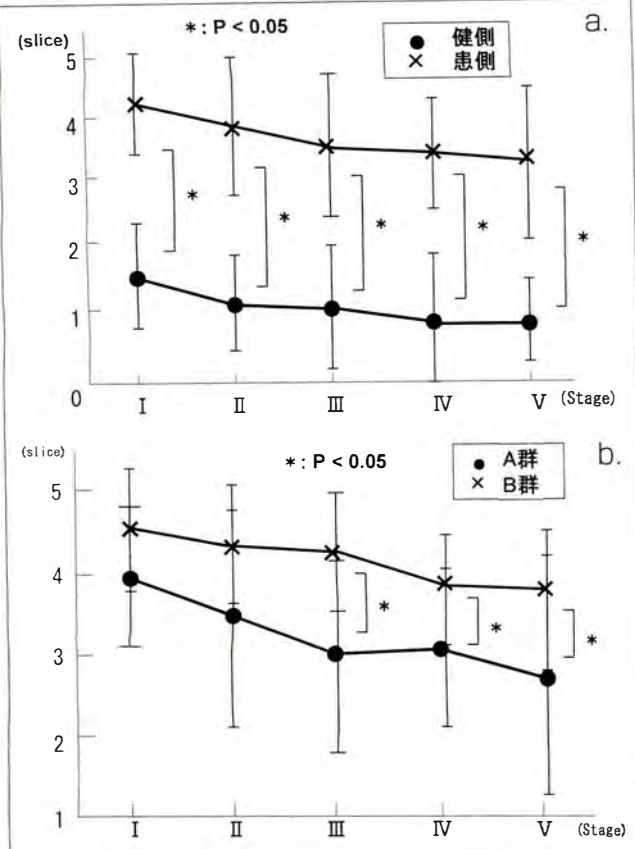 (slice)
*: P < 0.05
a.
● 健側
× 患側
5
4
3
2
1
0
*
*
*
*
*
I II III IV V (Stage)
(slice)
*: P < 0.05
b.
● A群
× B群
5
4
3
2
1
*
*
*
I II III IV V (Stage)